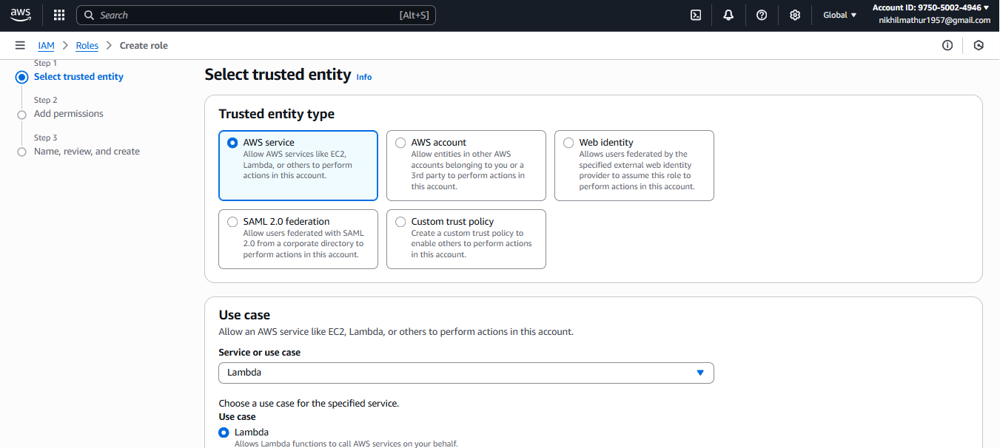 aws
Search
[Alt+S]
Global
Account ID: 9750-5002-4946
nikhilmathur1957@gmail.com
IAM
Roles
Create role
Step 1
Select trusted entity
Step 2
Add permissions
Step 3
Name, review, and create
Select trusted entity
Info
Trusted entity type
AWS service
Allow AWS services like EC2,
Lambda, or others to perform
actions in this account.
AWS account
Allow entities in other AWS
accounts belonging to you or a
3rd party to perform actions in
this account.
Web identity
Allows users federated by the
specified external web identity
provider to assume this role to
perform actions in this account.
SAML 2.0 federation
Allow users federated with SAML
2.0 from a corporate directory to
perform actions in this account.
Custom trust policy
Create a custom trust policy to
enable others to perform actions
in this account.
Use case
Allow an AWS service like EC2, Lambda, or others to perform actions in this account.
Service or use case
Lambda
Choose a use case for the specified service.
Use case
Lambda
Allows Lambda functions to call AWS services on your behalf.